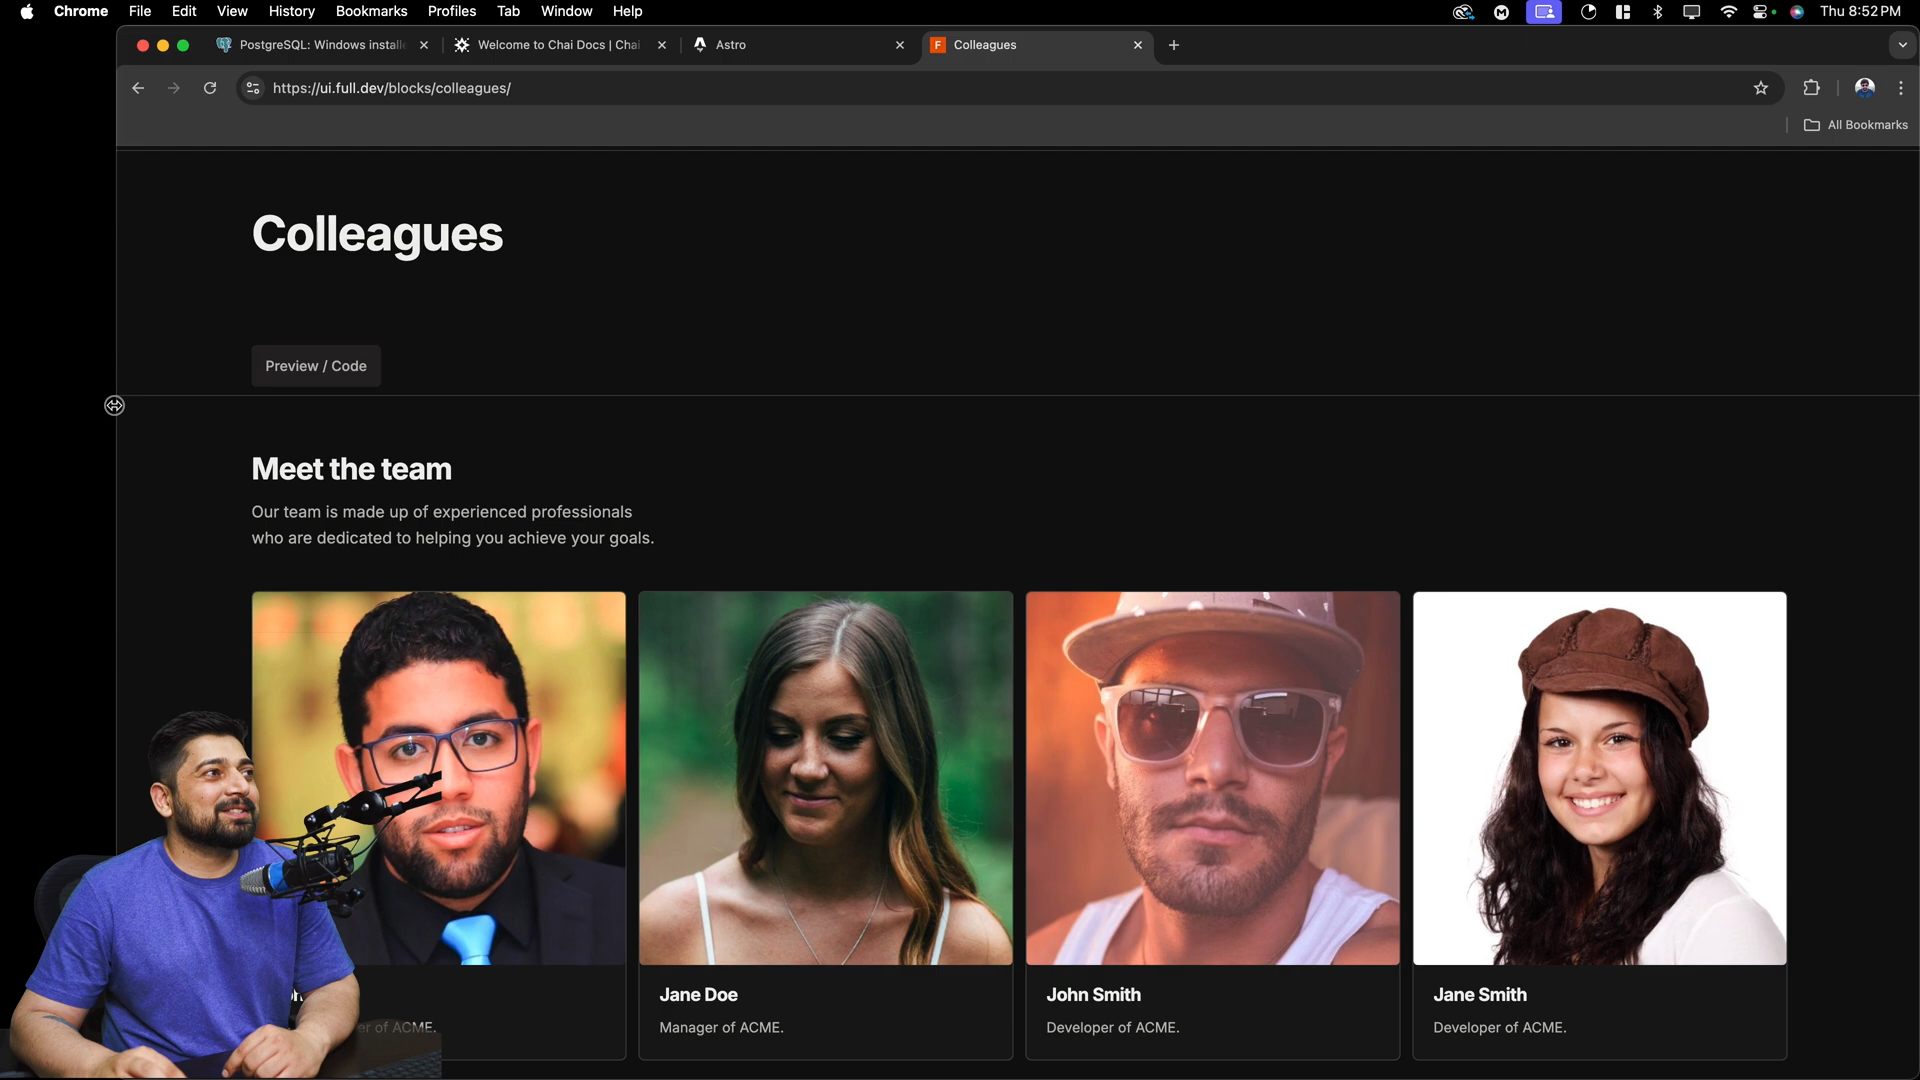 Chrome File Edit View History Bookmarks Profiles Tab Window Help Thu 8:52 PM
PostgreSQL: Windows installe Welcome to Chai Docs | Chai Astro Colleagues
https://ui.full.dev/blocks/colleagues/
All Bookmarks
Colleagues
Preview / Code
Meet the team
Our team is made up of experienced professionals
who are dedicated to helping you achieve your goals.
Jane Doe John Smith Jane Smith
of ACME. Manager of ACME. Developer of ACME. Developer of ACME.